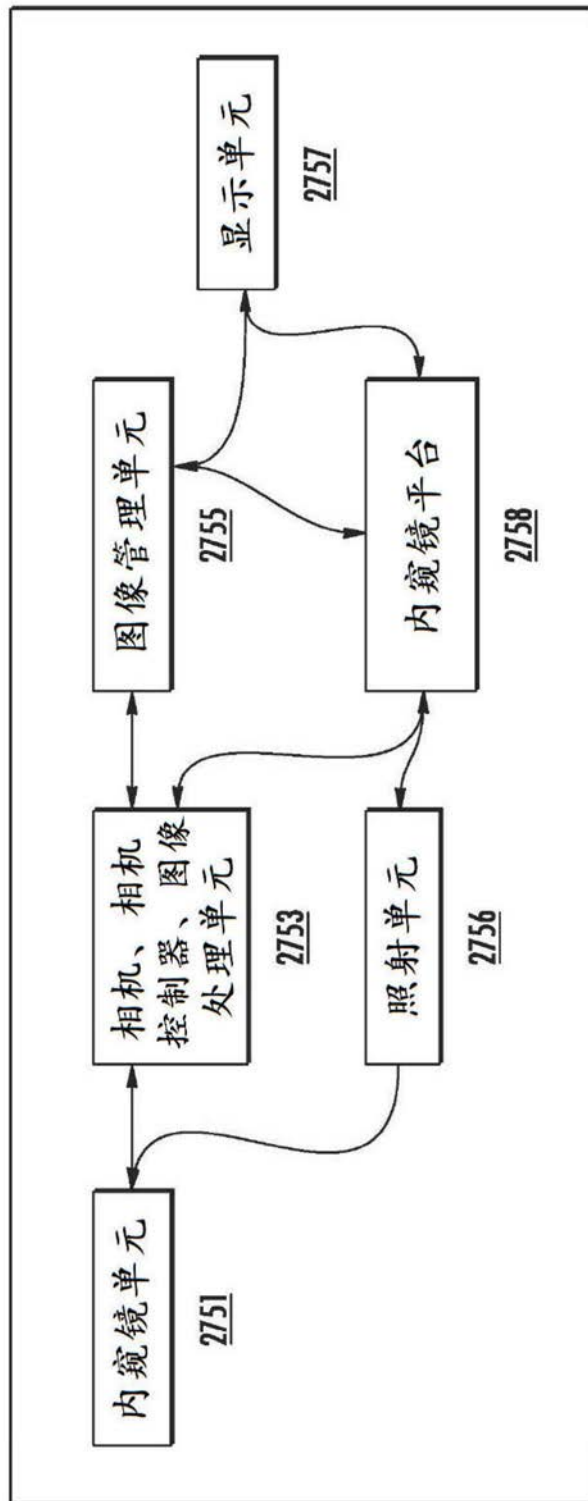 内窥镜单元
2751
相机、相机
控制器、图像
处理单元
2753
图像管理单元
2755
照射单元
2756
内窥镜平台
2758
显示单元
2757